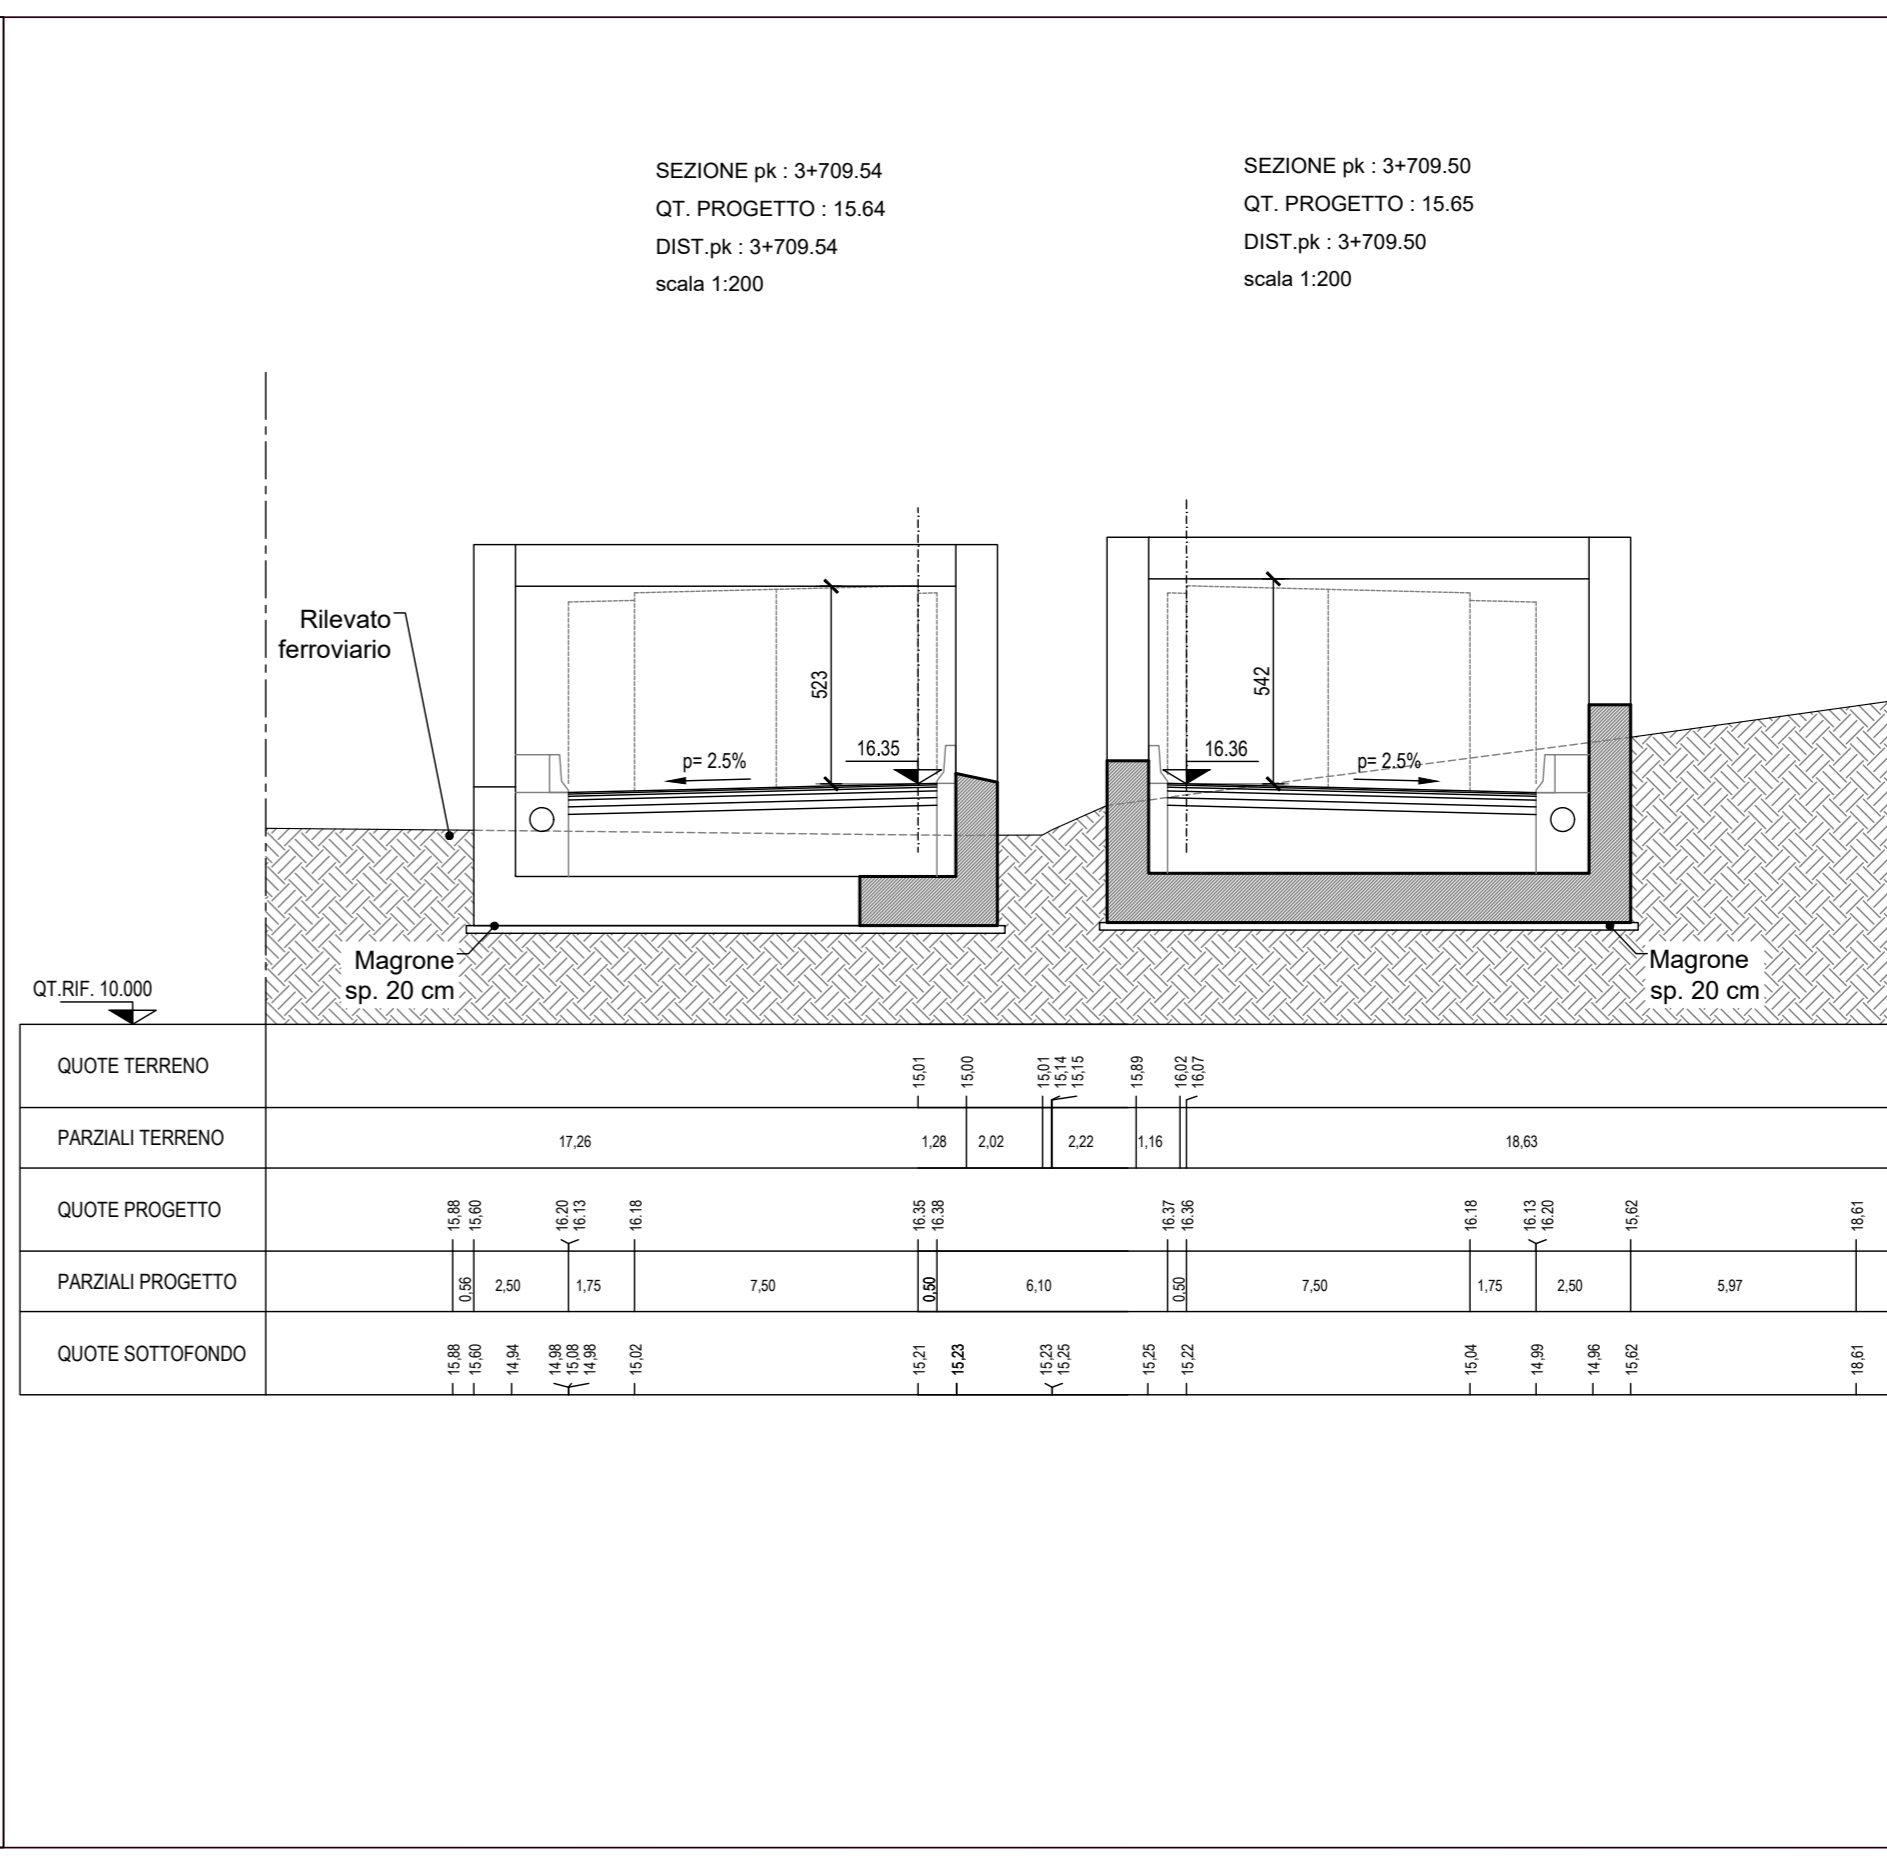 SEZIONE pk : 3+709.54
QT. PROGETTO : 15.64
DIST.pk : 3+709.54
scala 1:200
SEZIONE pk : 3+709.50
QT. PROGETTO : 15.65
DIST.pk : 3+709.50
scala 1:200
Rilevato
ferroviario
523
p= 2.5%
16.35
542
16.36
p= 2.5%
Magrone
sp. 20 cm
Magrone
sp. 20 cm
QT.RIF. 10.000
QUOTE TERRENO 15,01 15,00 15,01 15,14 15,15 15,89 16,02 16,07
PARZIALI TERRENO 17,26 1,28 2,02 2,22 1,16 18,63
QUOTE PROGETTO 15,88 15,60 16.20 16.13 16.18 16.35 16.38 16.37 16.36 16.18 16.13 16.20 15,62 18,61
PARZIALI PROGETTO 0,56 2,50 1,75 7,50 0,50 6,10 0,50 7,50 1,75 2,50 5,97
QUOTE SOTTOFONDO 15,88 15,60 14,94 14,98 15,08 14,98 15,02 15,21 15,23 15,23 15,25 15,25 15,22 15,04 14,99 14,96 15,62 18,61